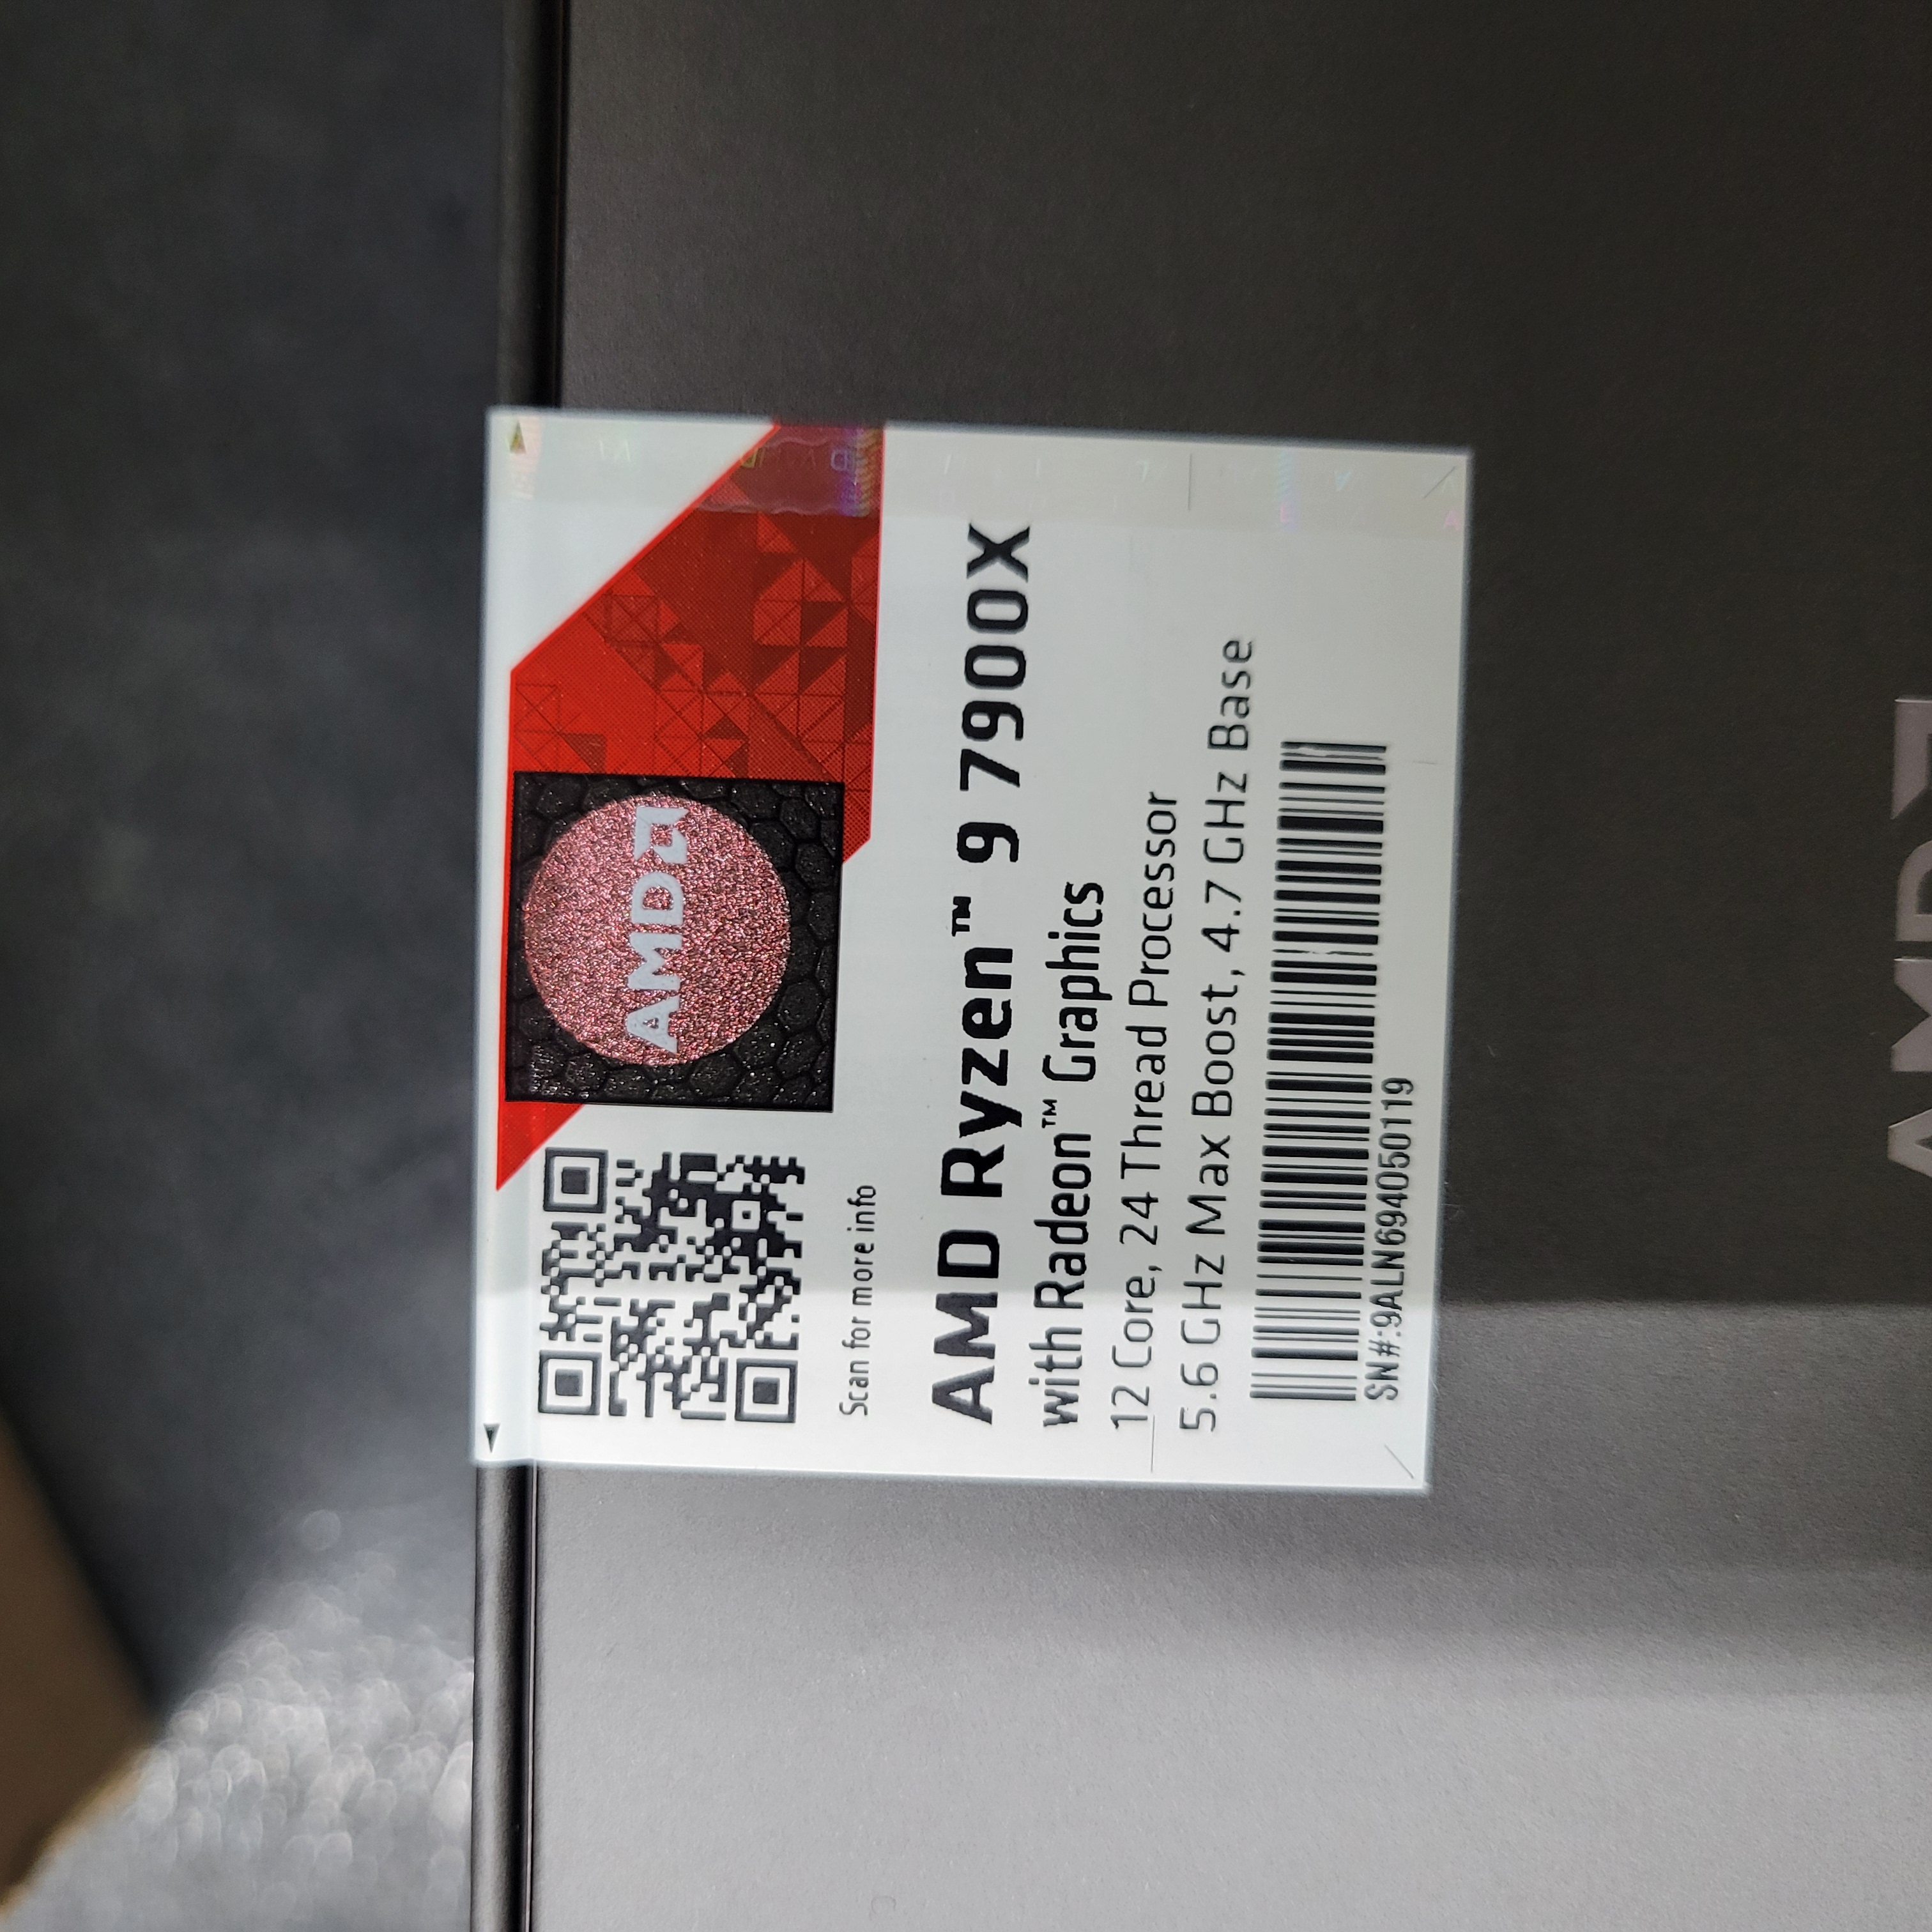 AMD
Scan for more info
AMD Ryzen™ 9 7900X
with Radeon™ Graphics
12 Core, 24 Thread Processor
5.6 GHz Max Boost, 4.7 GHz Base
SN#:9ALN694050119
AMD